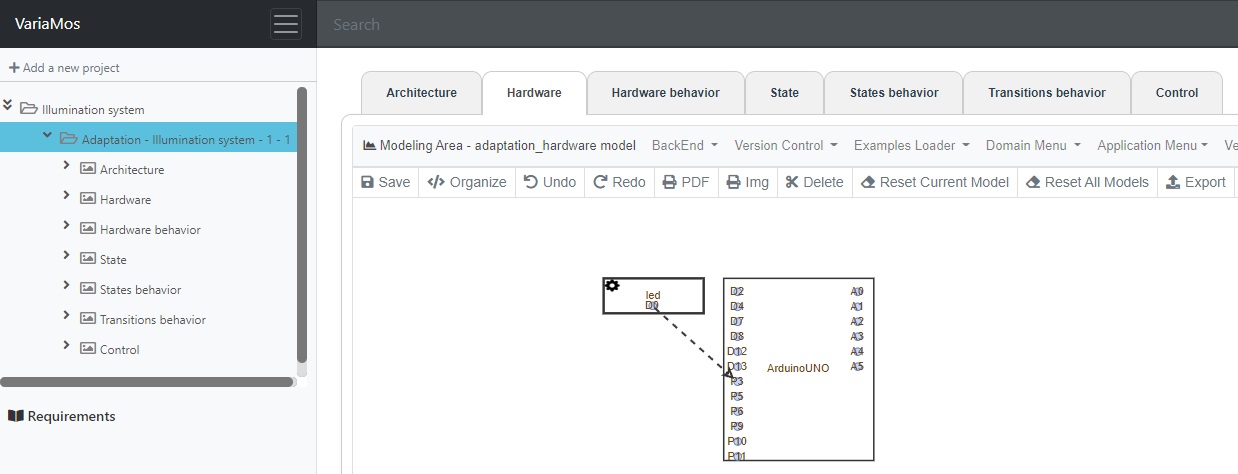 VariaMos
Search
Add a new project
Illumination system
Adaptation - Illumination system - 1 - 1
Architecture
Hardware
Hardware behavior
State
States behavior
Transitions behavior
Control
Requirements
Architecture Hardware Hardware behavior State States behavior Transitions behavior Control
Modeling Area - adaptation_hardware model BackEnd Version Control Examples Loader Domain Menu Application Menu Ve
Save Organize Undo Redo PDF Img Delete Reset Current Model Reset All Models Export
led
D0
D2 A0
D4 A1
D7 A2
D8 A3
D12 A4
D13 A5
ArduinoUNO
P3
P5
P6
P9
P10
P11